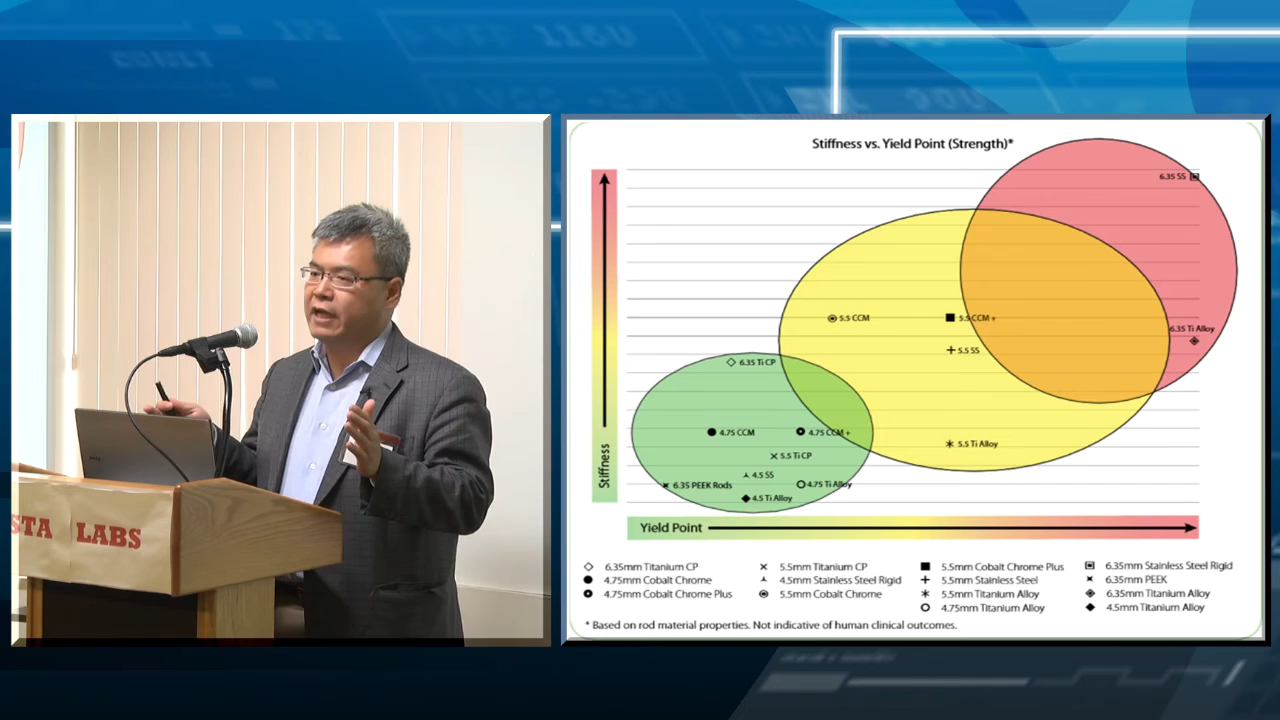 STA LABS
Stiffness vs. Yield Point (Strength)*
6.35 SS
5.5 CCM
5.5 CCM +
6.35 Ti Alloy
5.5 SS
6.35 Ti CP
4.75 CCM
4.75 CCM +
5.5 Ti Alloy
5.5 Ti CP
4.5 SS
6.35 PEEK Rods
4.75 Ti Alloy
4.5 Ti Alloy
Stiffness
Yield Point
6.35mm Titanium CP
4.75mm Cobalt Chrome
4.75mm Cobalt Chrome Plus
5.5mm Titanium CP
4.5mm Stainless Steel Rigid
5.5mm Cobalt Chrome
5.5mm Cobalt Chrome Plus
5.5mm Stainless Steel
5.5mm Titanium Alloy
4.75mm Titanium Alloy
6.35mm Stainless Steel Rigid
6.35mm PEEK
6.35mm Titanium Alloy
4.5mm Titanium Alloy
* Based on rod material properties. Not indicative of human clinical outcomes.